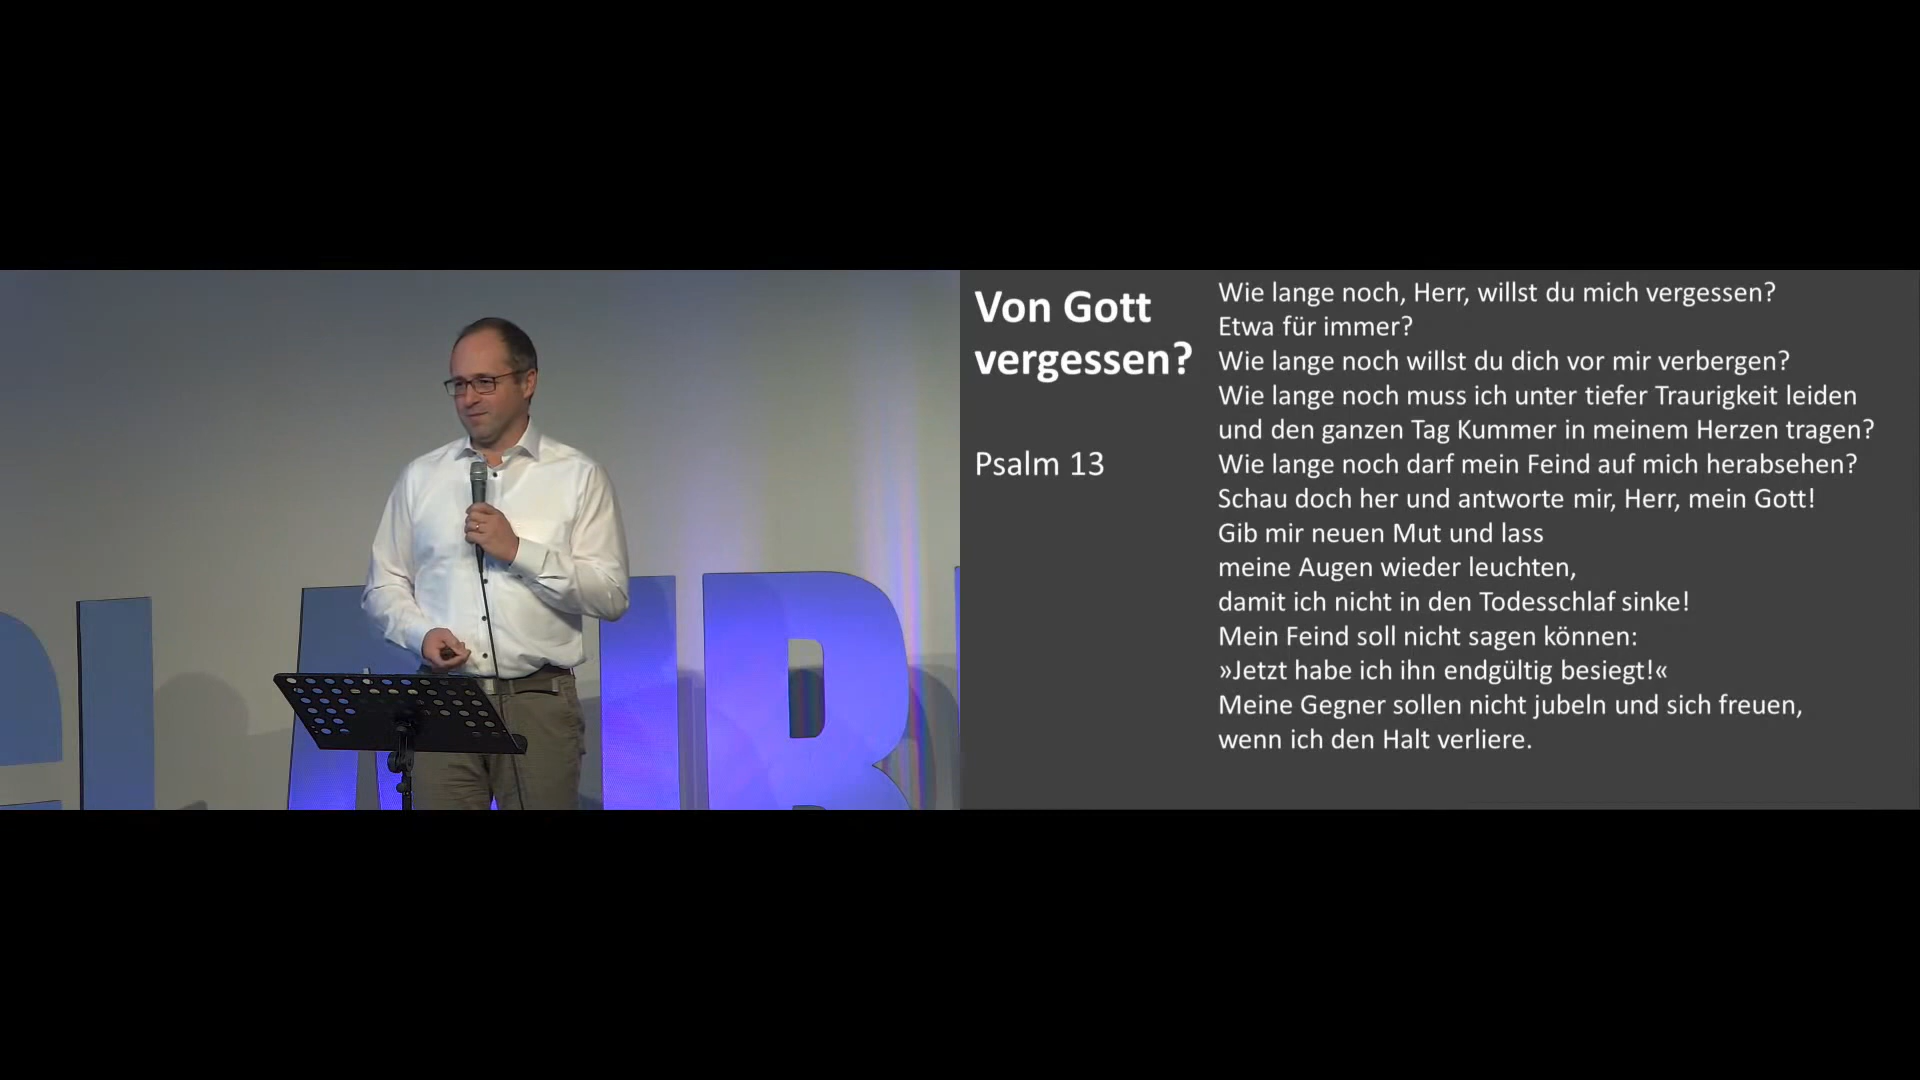 Von Gott
vergessen?
Psalm 13
Wie lange noch, Herr, willst du mich vergessen?
Etwa für immer?
Wie lange noch willst du dich vor mir verbergen?
Wie lange noch muss ich unter tiefer Traurigkeit leiden
und den ganzen Tag Kummer in meinem Herzen tragen?
Wie lange noch darf mein Feind auf mich herabsehen?
Schau doch her und antworte mir, Herr, mein Gott!
Gib mir neuen Mut und lass
meine Augen wieder leuchten,
damit ich nicht in den Todesschlaf sinke!
Mein Feind soll nicht sagen können:
»Jetzt habe ich ihn endgültig besiegt!«
Meine Gegner sollen nicht jubeln und sich freuen,
wenn ich den Halt verliere.